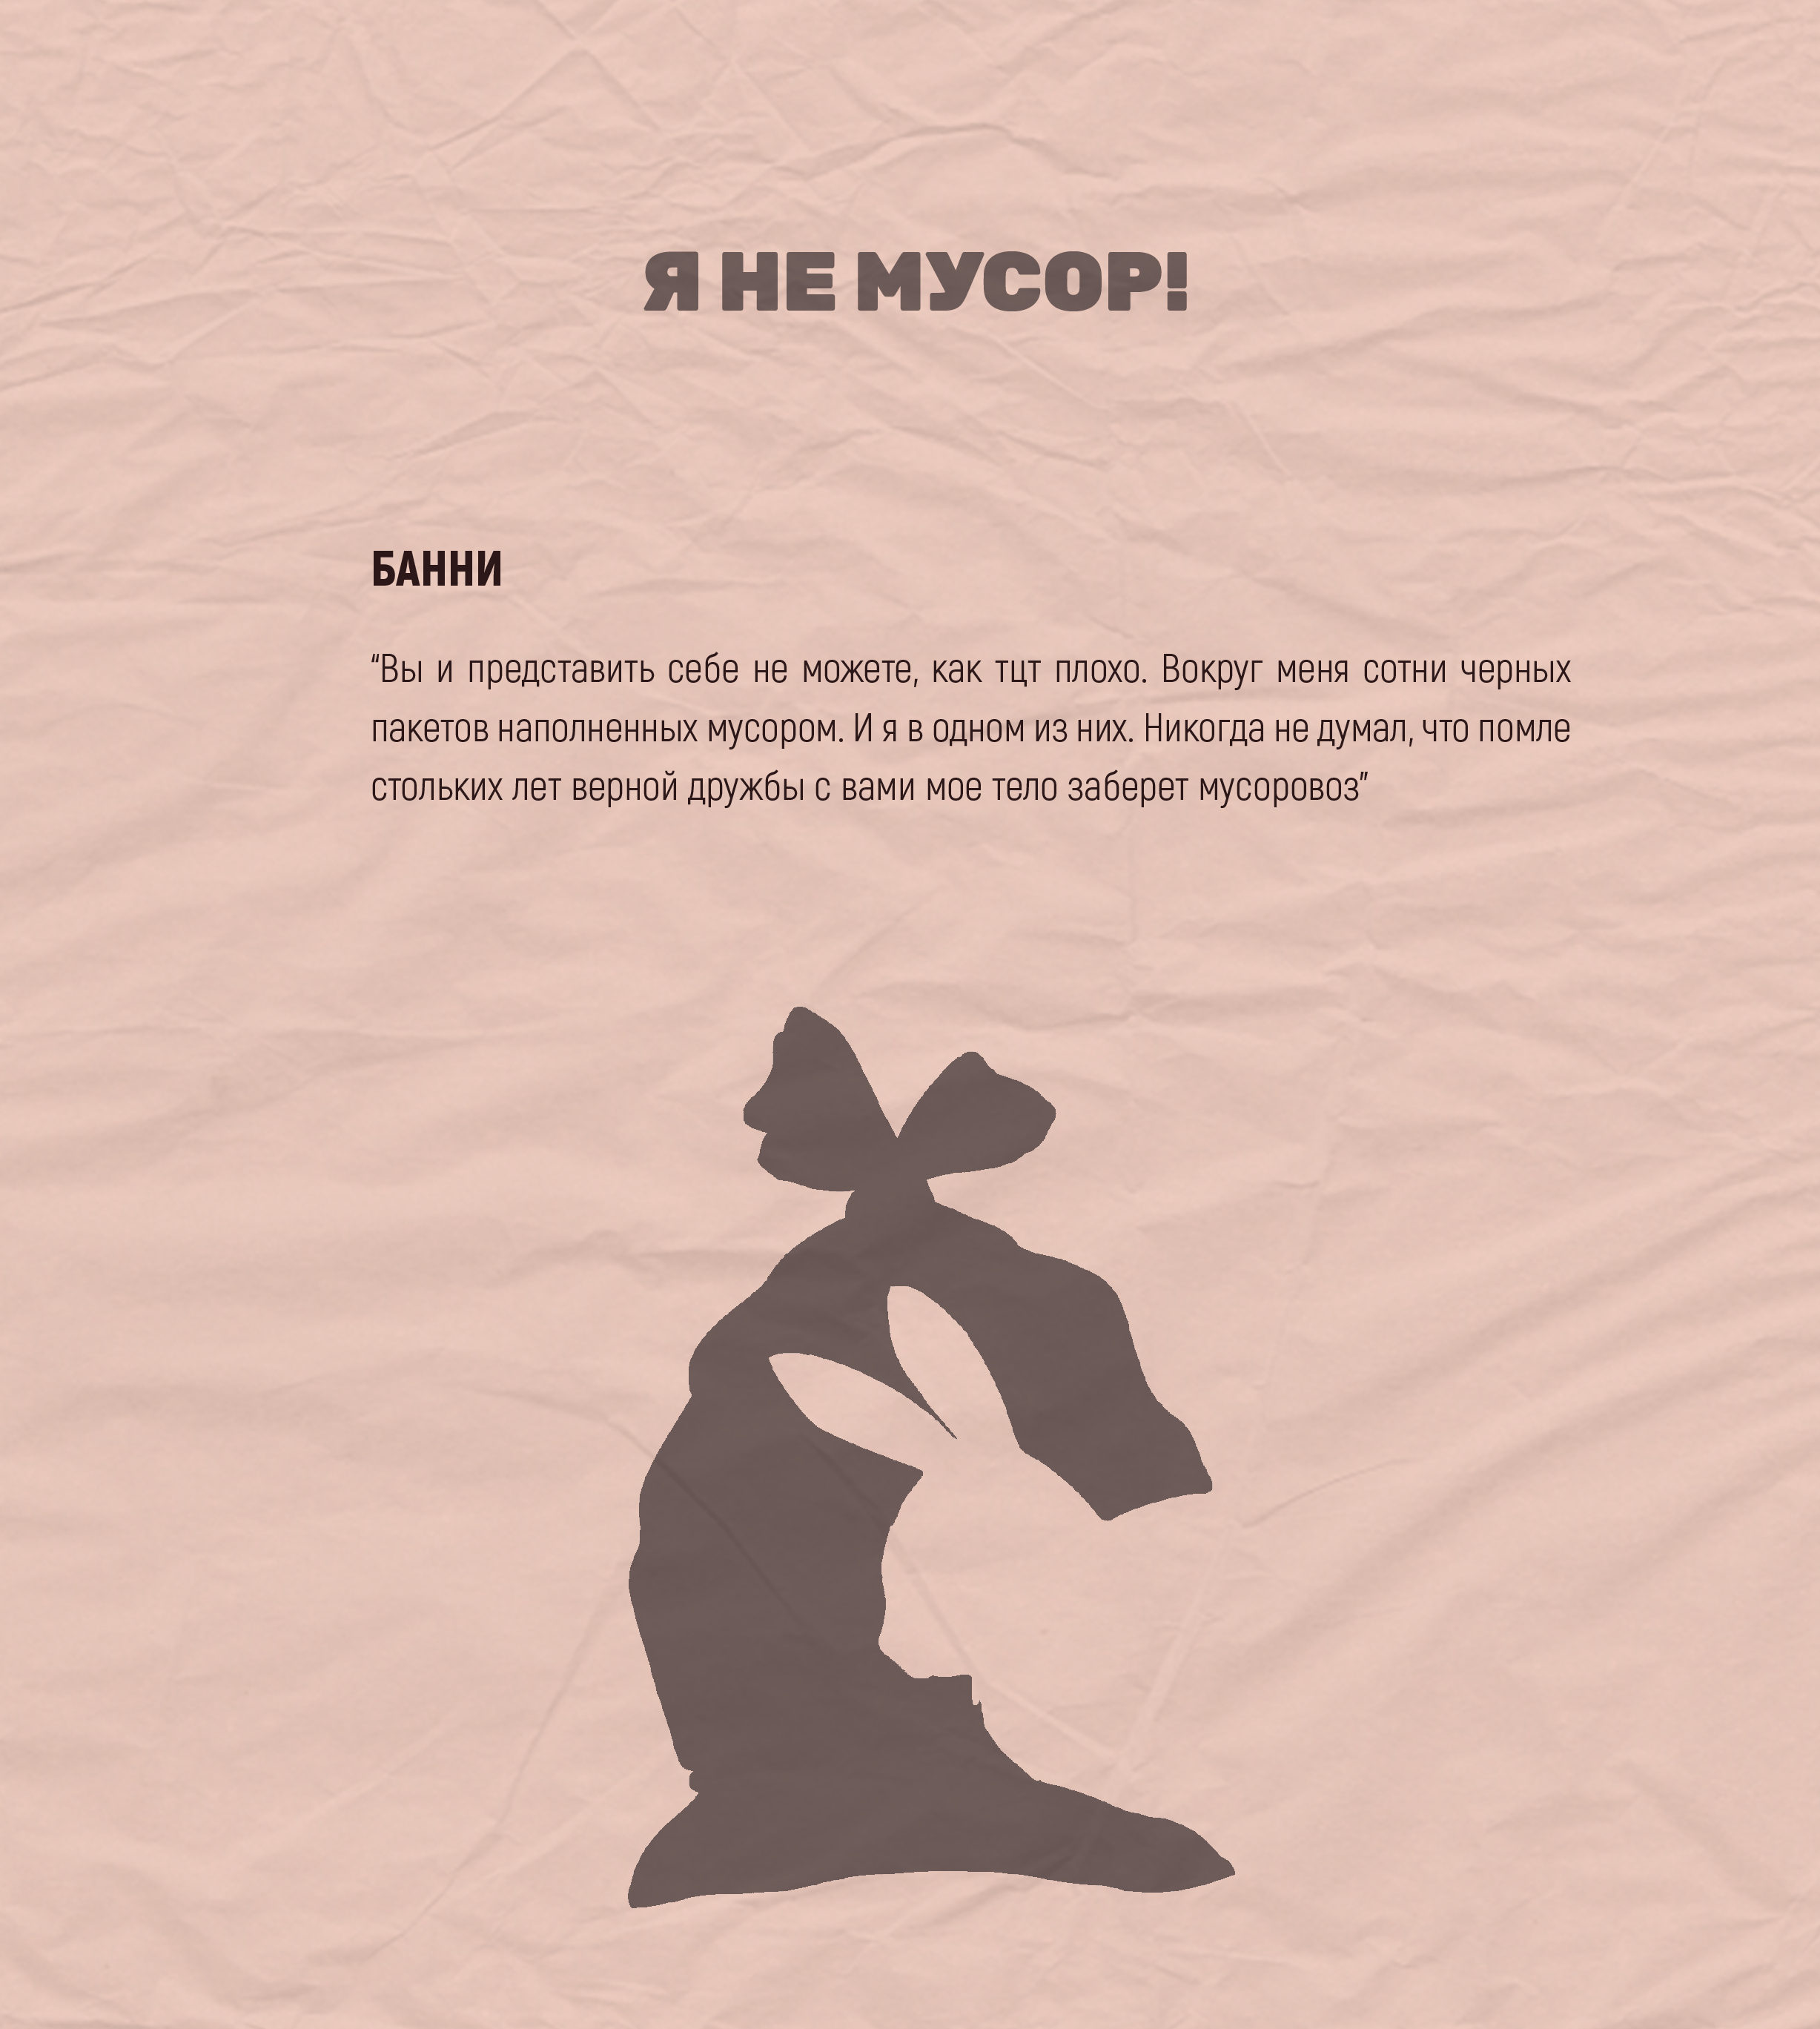 Я НЕ МУСОР!
БАННИ
“Вы и представить себе не можете, как тцт плохо. Вокруг меня сотни черных
пакетов наполненных мусором. И я в одном из них. Никогда не думал, что помле
стольких лет верной дружбы с вами мое тело заберет мусоровоз”